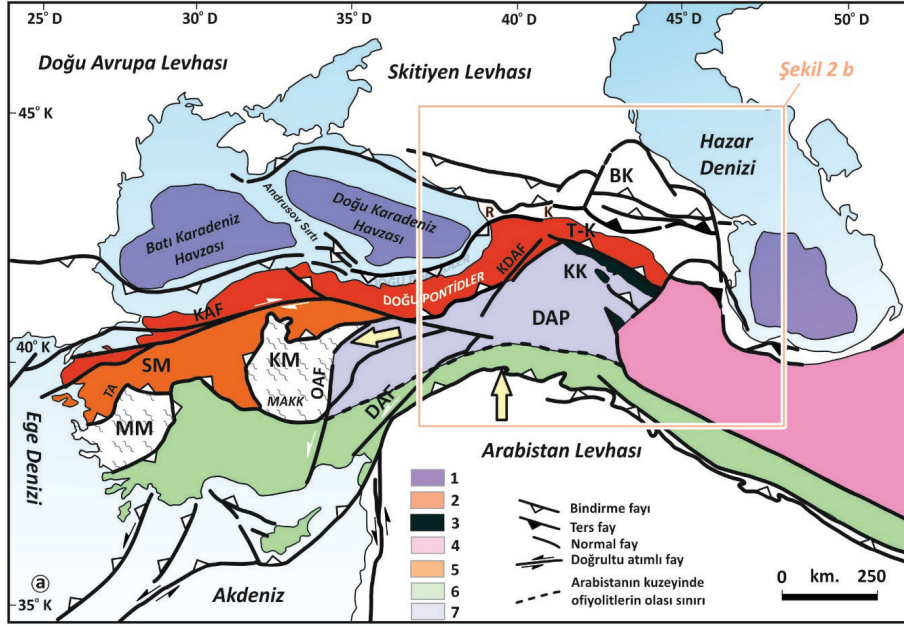 25° D
30° D
35° D
40° D
45° D
50° D
Doğu Avrupa Levhası
Skitiyen Levhası
Şekil 2 b
45° K
Hazar
Denizi
BK
Andrusov Sırtı
Doğu Karadeniz
Havzası
Batı Karadeniz
Havzası
R
K
T-K
KDAF
KK
DOĞU PONTİDLER
KAF
DAP
40° K
SM
KM
OAF
TA
MAKK
DAF
MM
Ege Denizi
Arabistan Levhası
1
2
3
4
5
6
7
Bindirme fayı
Ters fay
Normal fay
Doğrultu atımlı fay
Arabistanın kuzeyinde
ofiyolitlerin olası sınırı
0 km. 250
a
Akdeniz
35° K